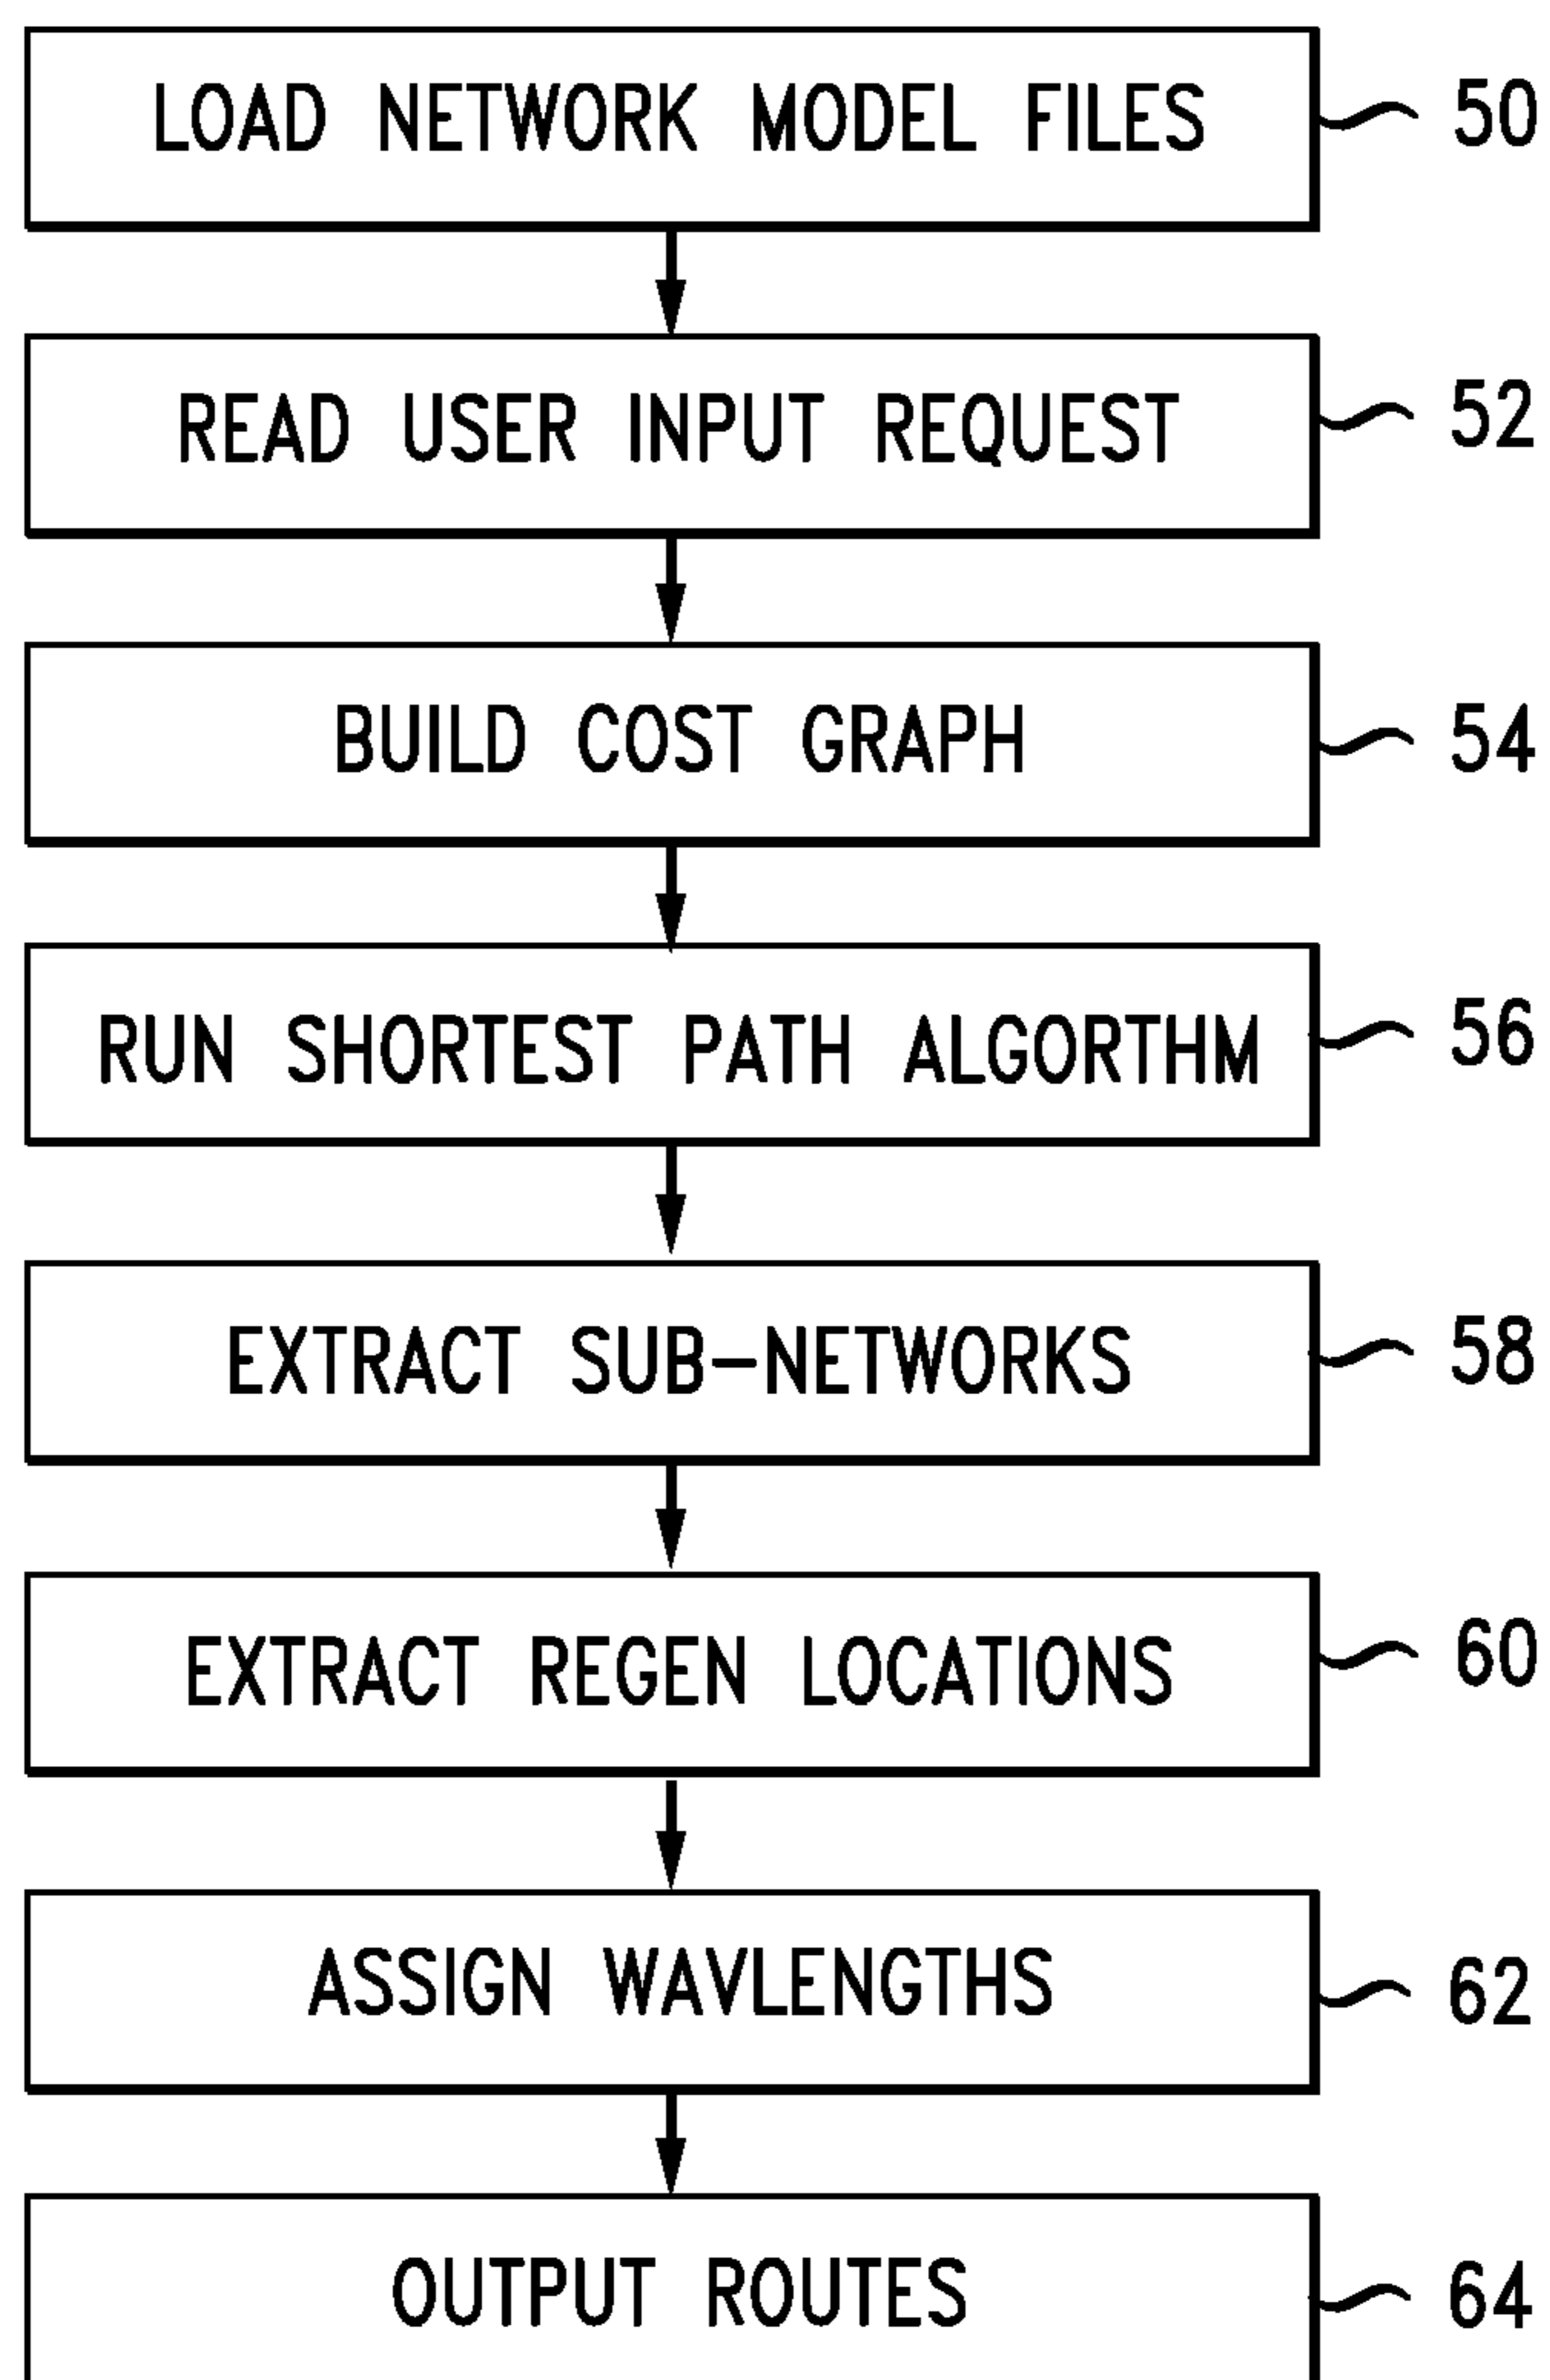 LOAD NETWORK MODEL FILES 50
READ USER INPUT REQUEST 52
BUILD COST GRAPH 54
RUN SHORTEST PATH ALGORTHM 56
EXTRACT SUB-NETWORKS 58
EXTRACT REGEN LOCATIONS 60
ASSIGN WAVLENGTHS 62
OUTPUT ROUTES 64